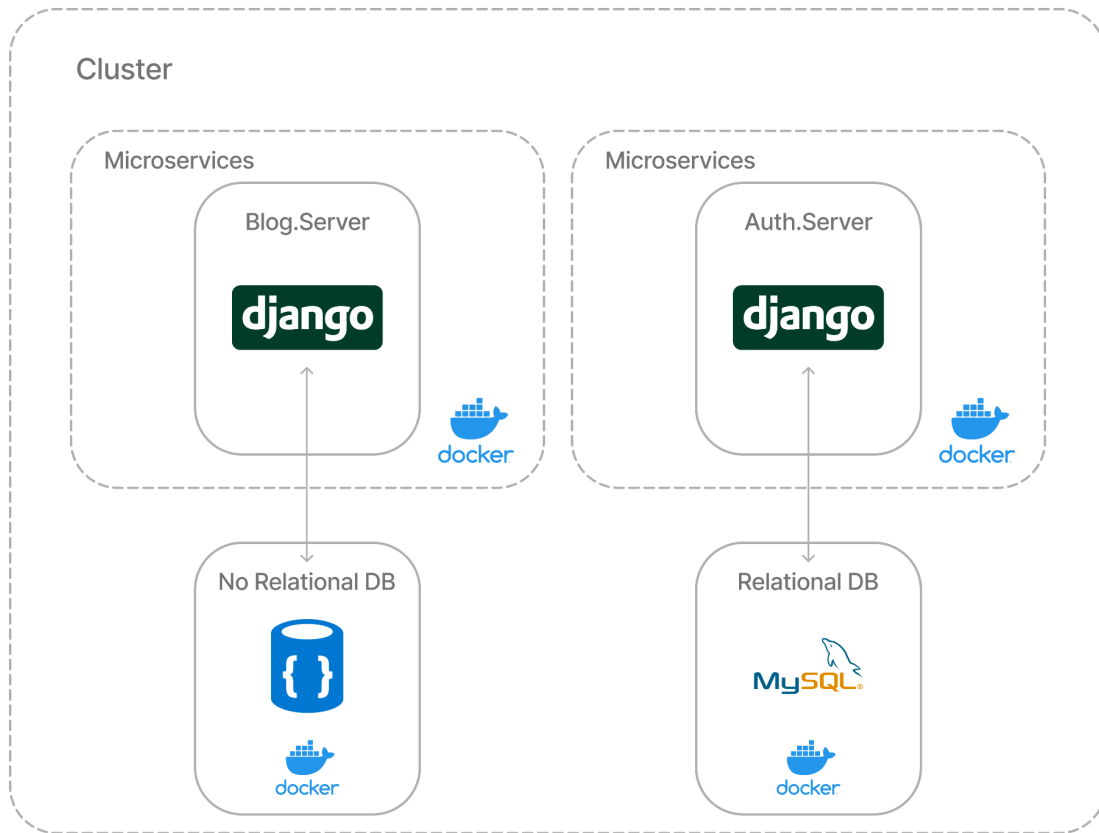 Cluster
Microservices
Blog.Server
django
docker
Microservices
Auth.Server
django
docker
No Relational DB
{ }
docker
Relational DB
MySQL®
docker